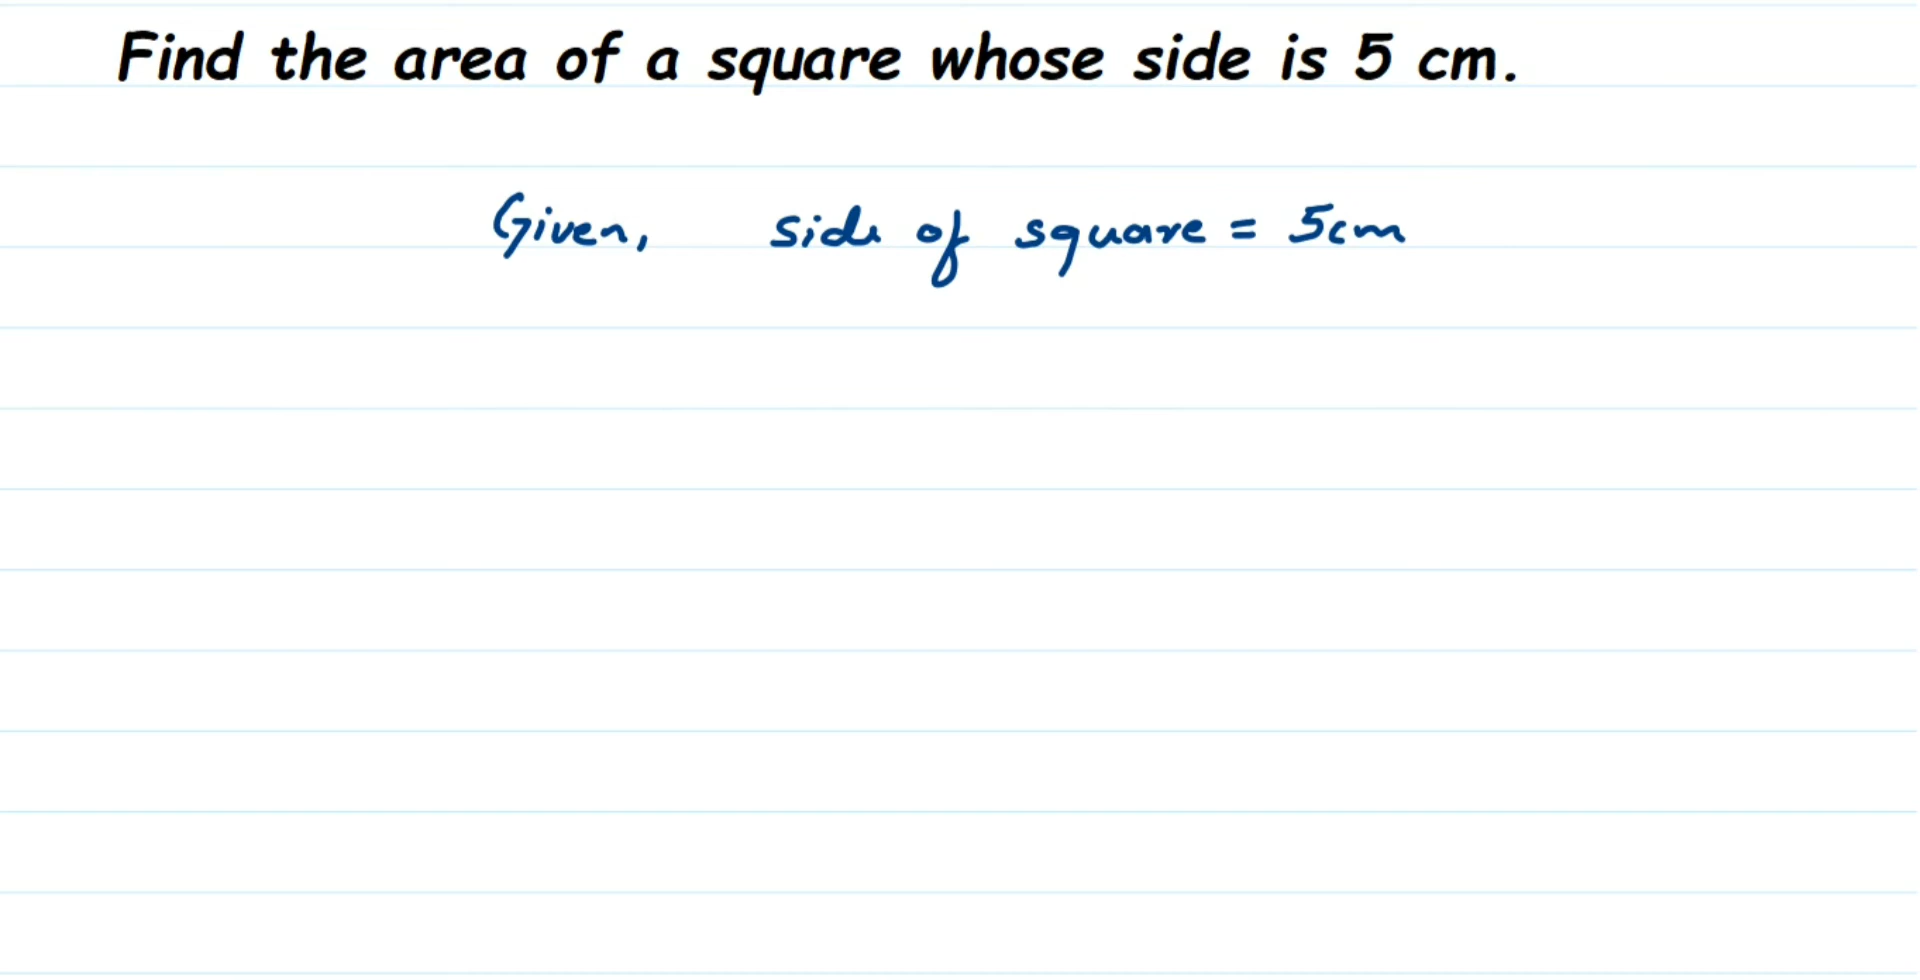 Find the area of a square whose side is 5 cm.
Given, side of square = 5cm